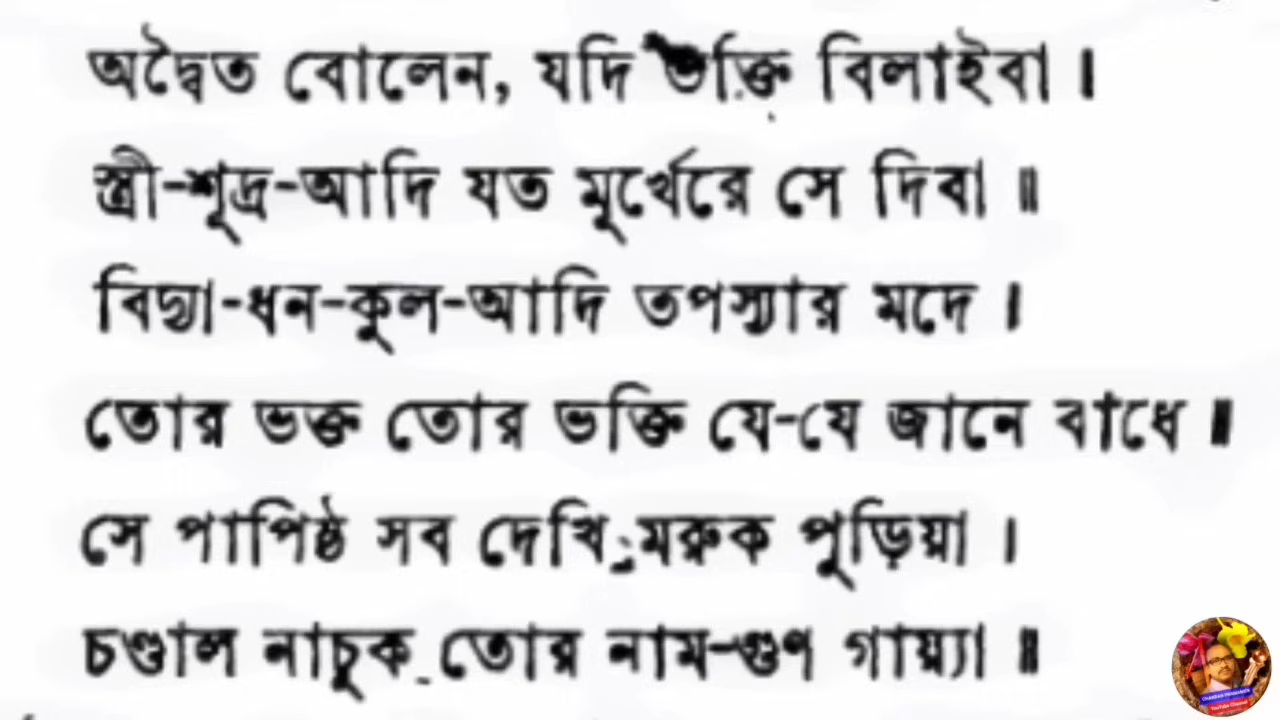 অদ্বৈত বোলেন, যদি ভক্তি বিলাইবা ।
স্ত্রী-শূদ্র-আদি যত মূর্খেরে সে দিবা ॥
বিদ্যা-ধন-কুল-আদি তপস্যার মদে ।
তোর ভক্ত তোর ভক্তি যে-যে জানে বাধে ॥
সে পাপিষ্ঠ সব দেখি মরুক পুড়িয়া ।
চণ্ডাল নাচুক তোর নাম-গুণ গায়্যা ॥